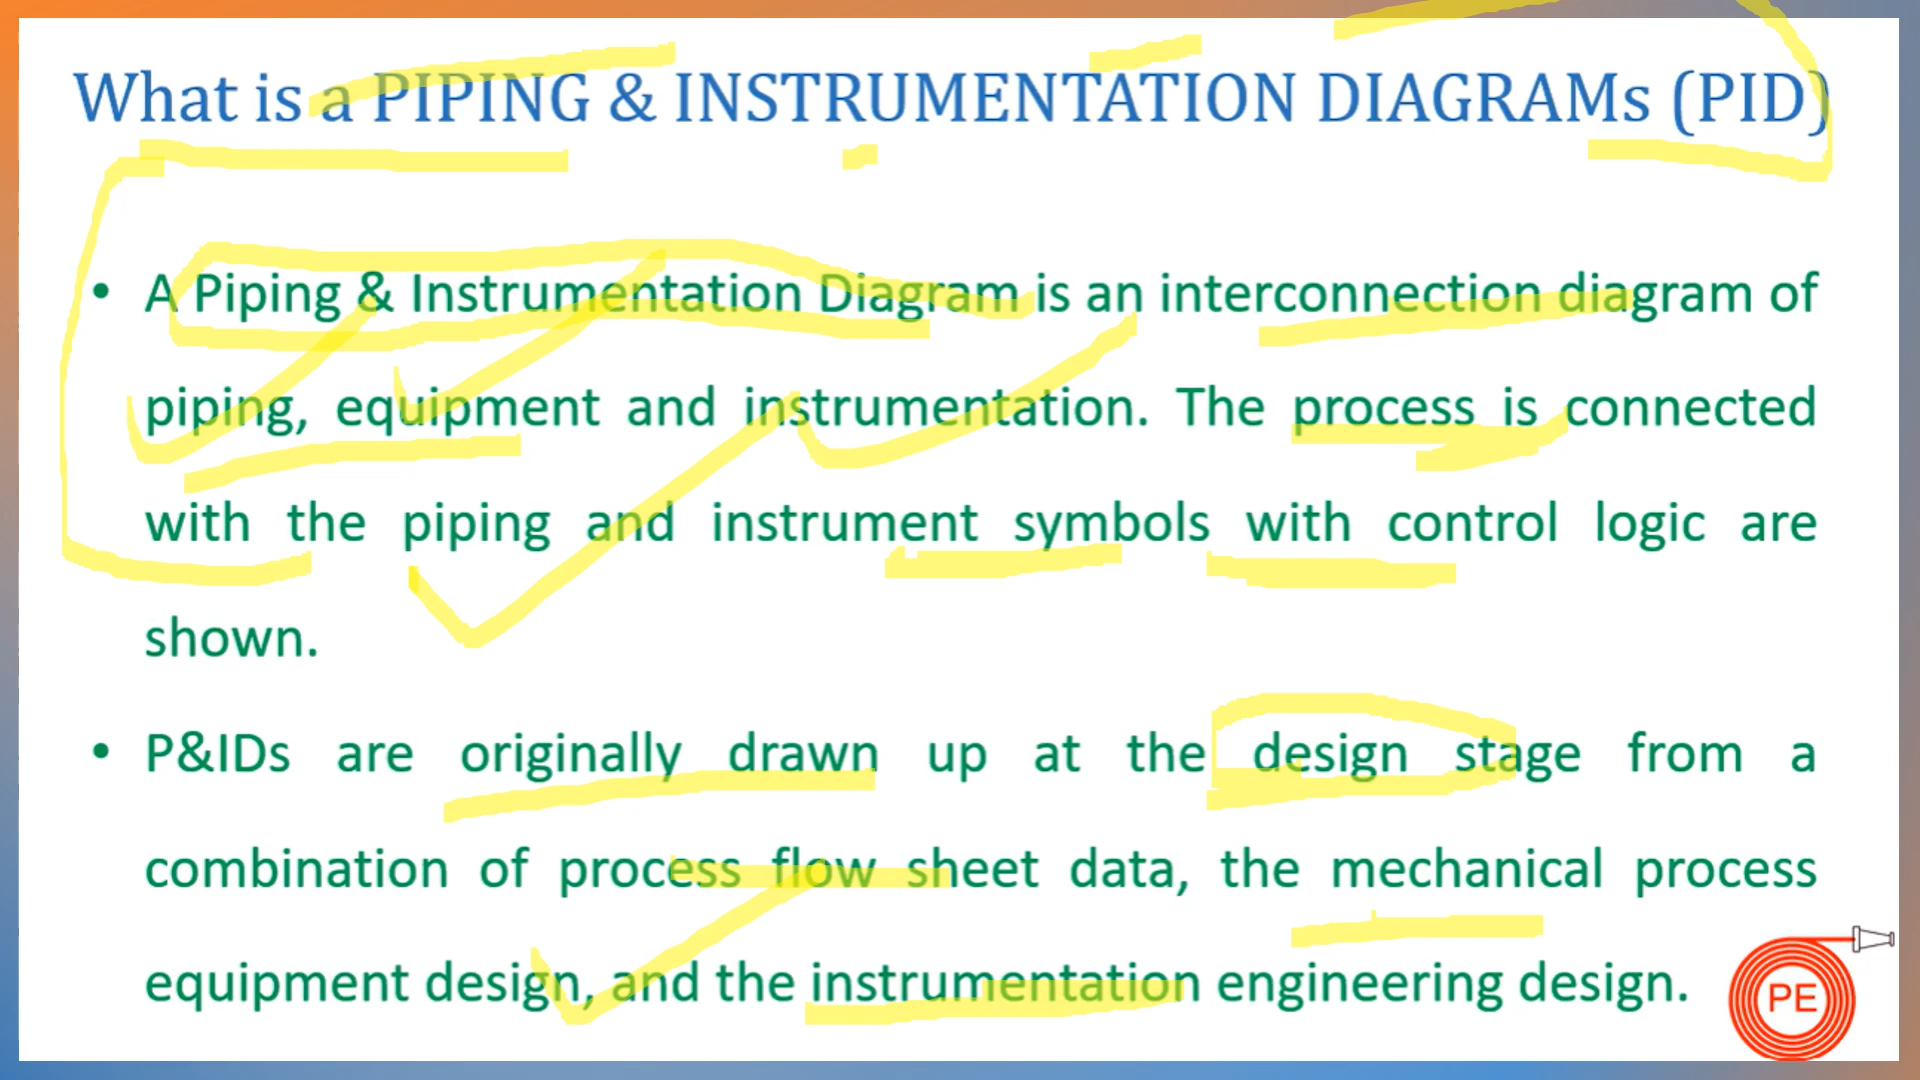 What is a PIPING & INSTRUMENTATION DIAGRAMs (PID)
• A Piping & Instrumentation Diagram is an interconnection diagram of
piping, equipment and instrumentation. The process is connected
with the piping and instrument symbols with control logic are
shown.
• P&IDs are originally drawn up at the design stage from a
combination of process flow sheet data, the mechanical process
equipment design, and the instrumentation engineering design.
PE